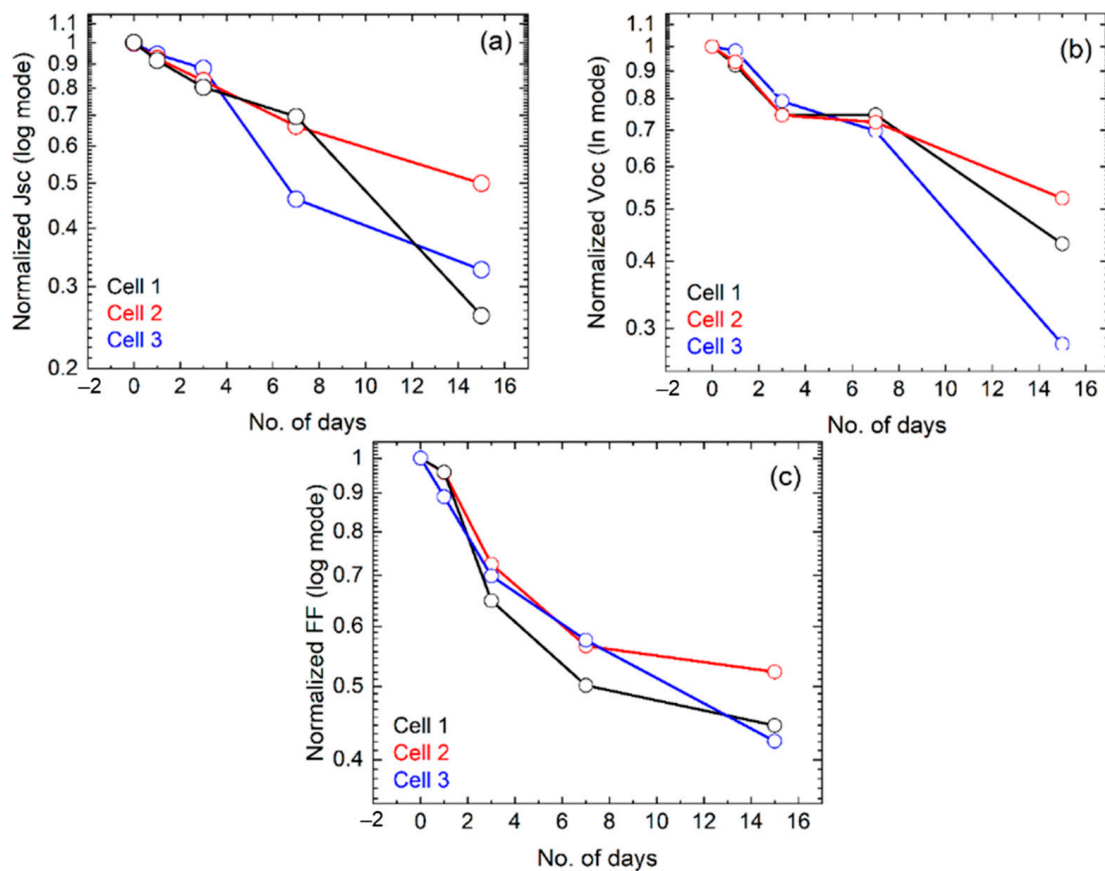 (a)
Normalized Jsc (log mode)
1.1
1
0.9
0.8
0.7
0.6
0.5
0.4
0.3
0.2
Cell 1
Cell 2
Cell 3
−2 0 2 4 6 8 10 12 14 16
No. of days
(b)
Normalized Voc (ln mode)
1.1
1
0.9
0.8
0.7
0.6
0.5
0.4
0.3
Cell 1
Cell 2
Cell 3
−2 0 2 4 6 8 10 12 14 16
No. of days
(c)
Normalized FF (log mode)
1
0.9
0.8
0.7
0.6
0.5
0.4
Cell 1
Cell 2
Cell 3
−2 0 2 4 6 8 10 12 14 16
No. of days